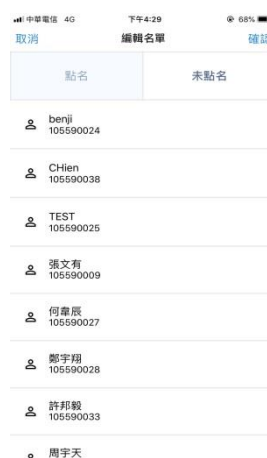 中華電信 4G 下午4:29 68%
取消 編輯名單 確認
點名 未點名
benji
105590024
CHien
105590038
TEST
105590025
張文有
105590009
何韋辰
105590027
鄭宇翔
105590028
許邦毅
105590033
周宇天